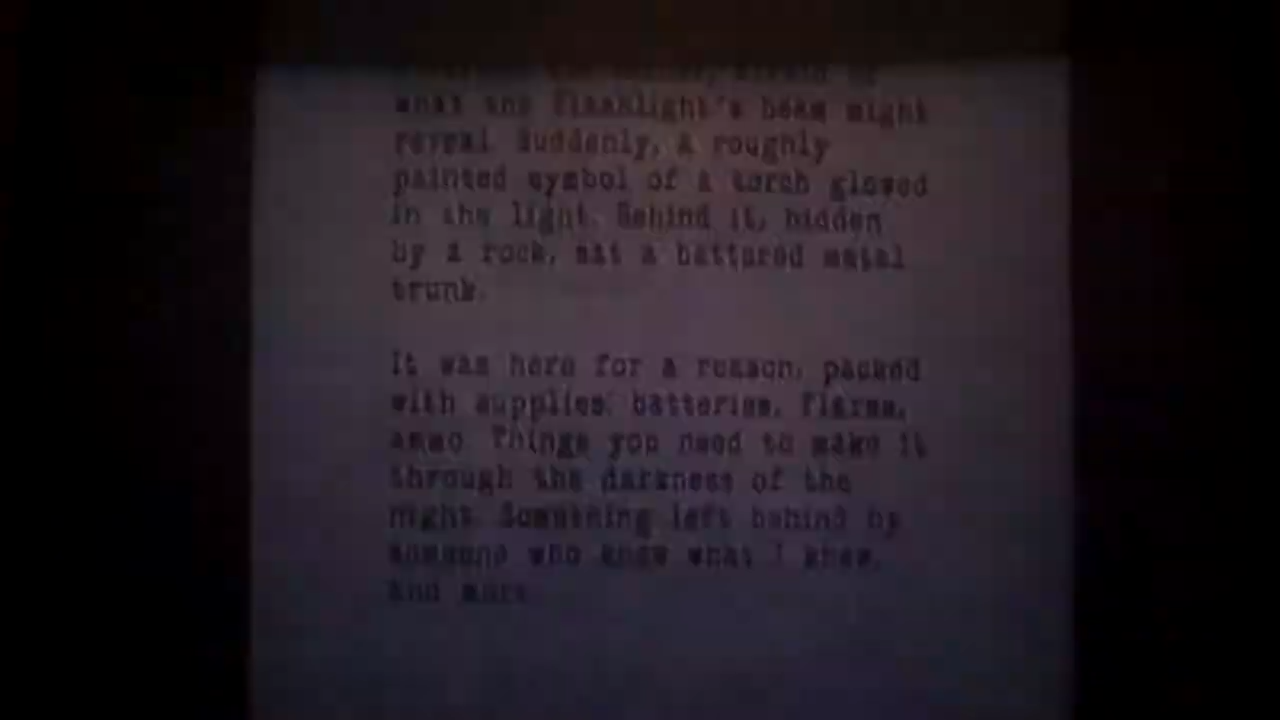 what the flashlight's beam might
reveal. Suddenly, a roughly
painted symbol of a torch glowed
in the light. Behind it, hidden
by a rock, sat a battered metal
trunk.
It was here for a reason, packed
with supplies: batteries, flares,
ammo. Things you need to make it
through the darkness of the
night. Something left behind by
someone who knew what I knew.
And more.